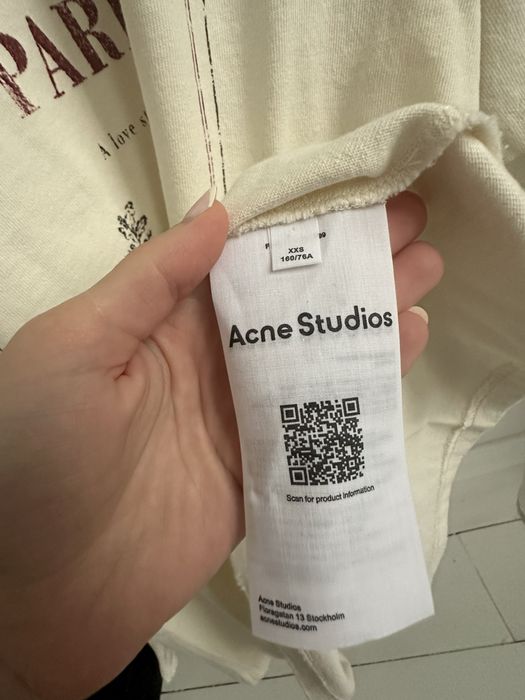 PAR
A love s
XXS
160/76A
Acne Studios
Scan for product information
Acne Studios
Floragatan 13 Stockholm
acnestudios.com